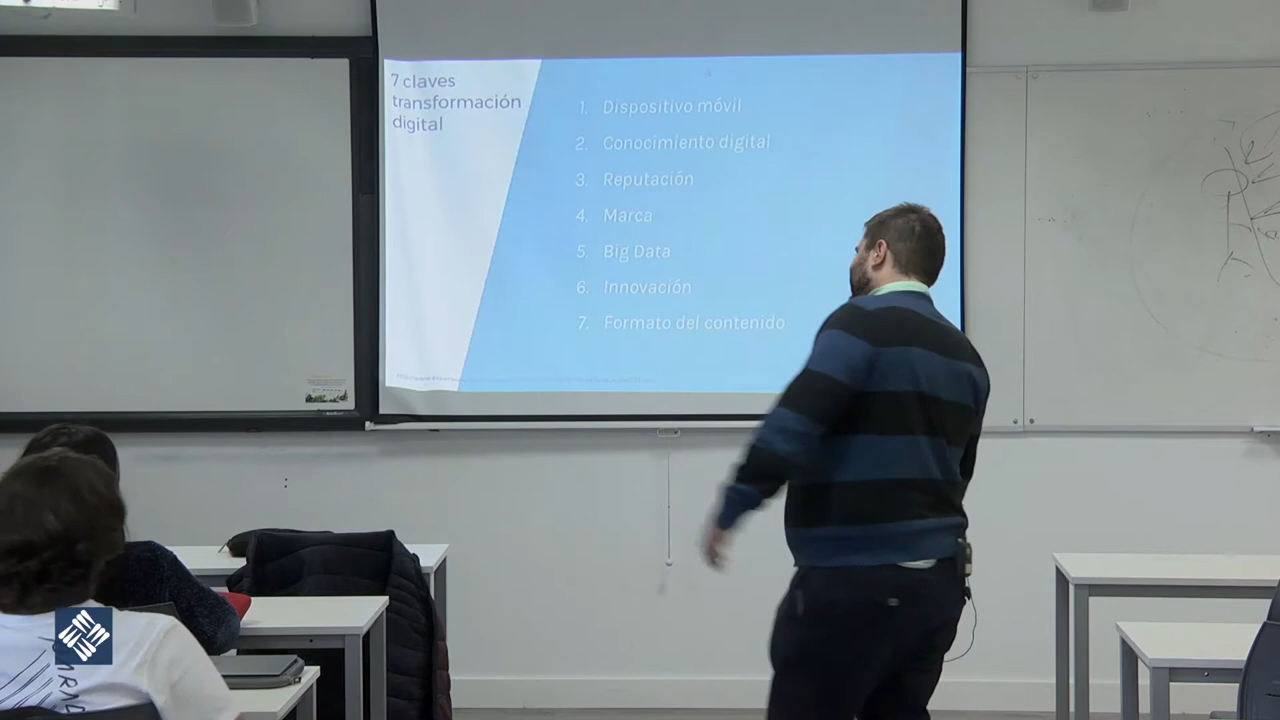 7 claves
transformación
digital
1. Dispositivo móvil
2. Conocimiento digital
3. Reputación
4. Marca
5. Big Data
6. Innovación
7. Formato del contenido